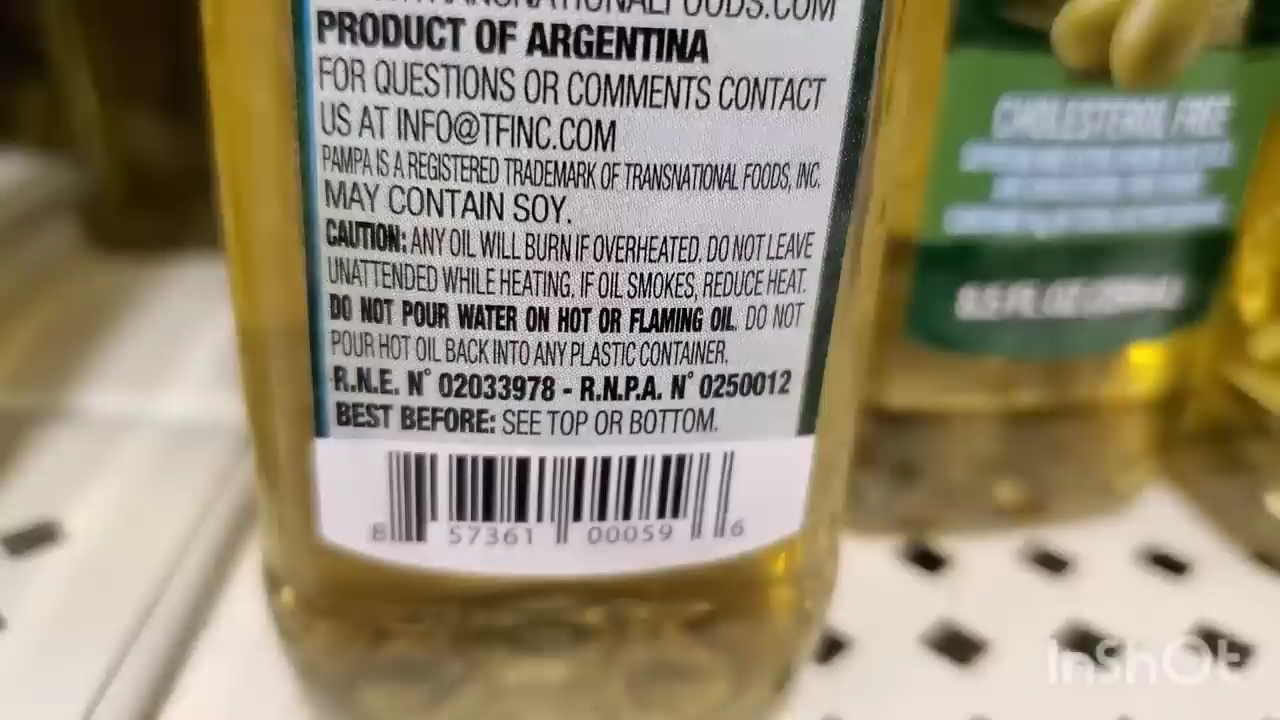 TRANSNATIONALFOODS.COM
PRODUCT OF ARGENTINA
FOR QUESTIONS OR COMMENTS CONTACT
US AT INFO@TFINC.COM
PAMPA IS A REGISTERED TRADEMARK OF TRANSNATIONAL FOODS, INC.
MAY CONTAIN SOY.
CAUTION: ANY OIL WILL BURN IF OVERHEATED. DO NOT LEAVE
UNATTENDED WHILE HEATING. IF OIL SMOKES, REDUCE HEAT.
DO NOT POUR WATER ON HOT OR FLAMING OIL. DO NOT
POUR HOT OIL BACK INTO ANY PLASTIC CONTAINER.
R.N.E. N° 02033978 - R.N.P.A. N° 0250012
BEST BEFORE: SEE TOP OR BOTTOM.
8 57361 00059 6
CHOLESTEROL FREE
InShOt